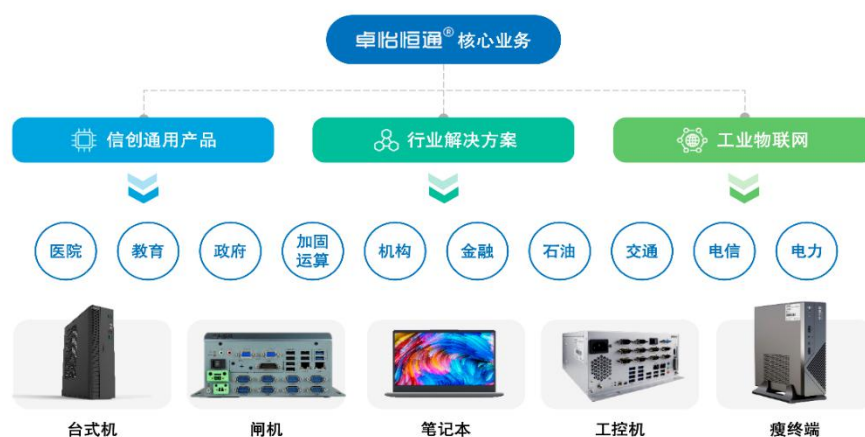 卓怡恒通® 核心业务
信创通用产品
行业解决方案
工业物联网
医院
教育
政府
加固
运算
机构
金融
石油
交通
电信
电力
台式机
闸机
笔记本
工控机
瘦终端